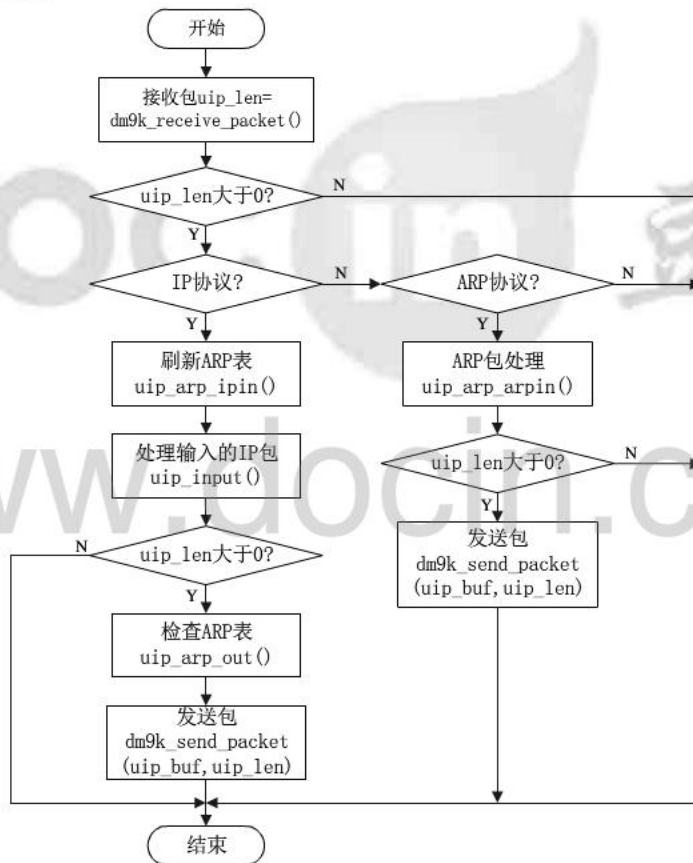 开始
接收包uip_len=
dm9k_receive_packet()
uip_len大于0?
N
Y
IP协议?
N
ARP协议?
N
Y
Y
刷新ARP表
uip_arp_ipin()
ARP包处理
uip_arp_arpin()
处理输入的IP包
uip_input()
uip_len大于0?
N
Y
N
uip_len大于0?
Y
发送包
dm9k_send_packet
(uip_buf,uip_len)
检查ARP表
uip_arp_out()
发送包
dm9k_send_packet
(uip_buf,uip_len)
结束
www.docin.c